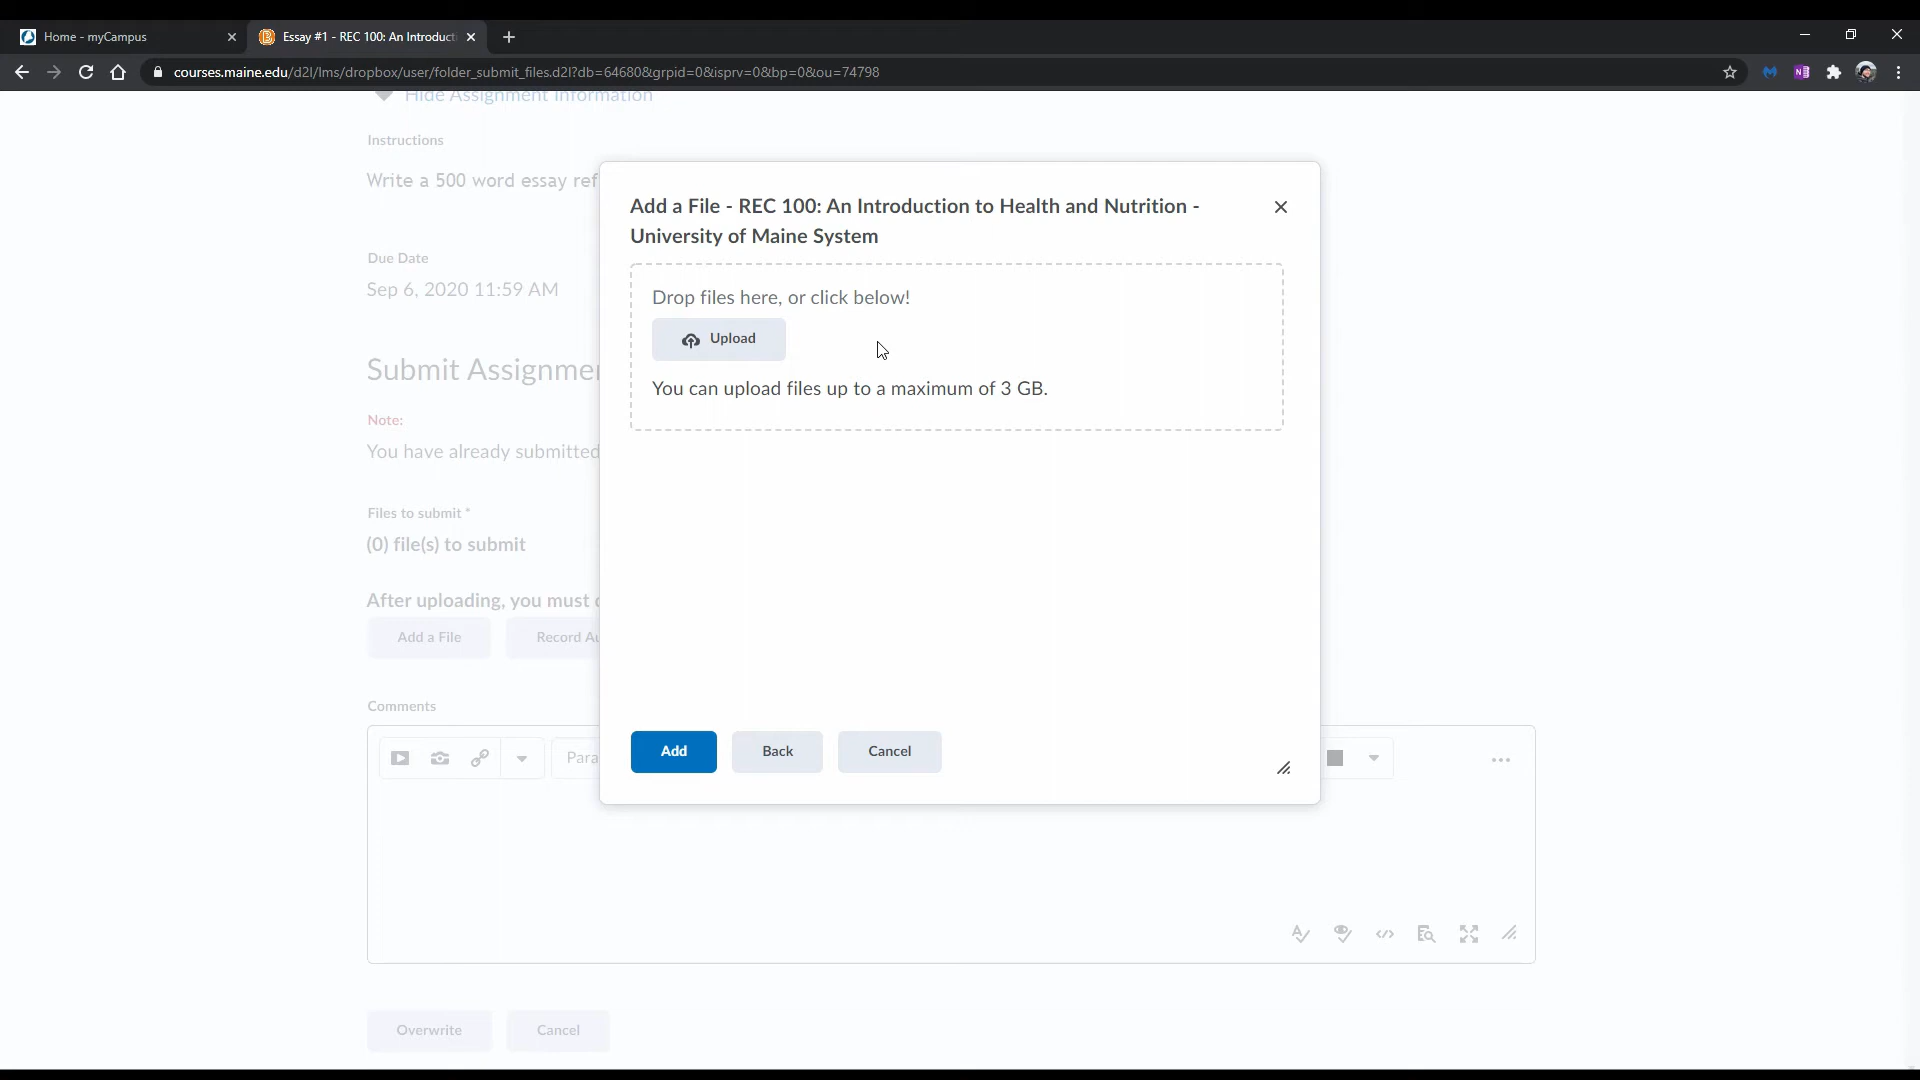 Home - myCampus
Essay #1 - REC 100: An Introduct
courses.maine.edu/d2l/lms/dropbox/user/folder_submit_files.d2l?db=64680&grpid=0&isprv=0&bp=0&ou=74798
Hide Assignment Information
Instructions
Write a 500 word essay ref
Due Date
Sep 6, 2020 11:59 AM
Submit Assignmen
Note:
You have already submitted
Files to submit *
(0) file(s) to submit
After uploading, you must
Add a File
Record Au
Comments
Para
Add a File - REC 100: An Introduction to Health and Nutrition -
University of Maine System
Drop files here, or click below!
Upload
You can upload files up to a maximum of 3 GB.
Add
Back
Cancel
Overwrite
Cancel